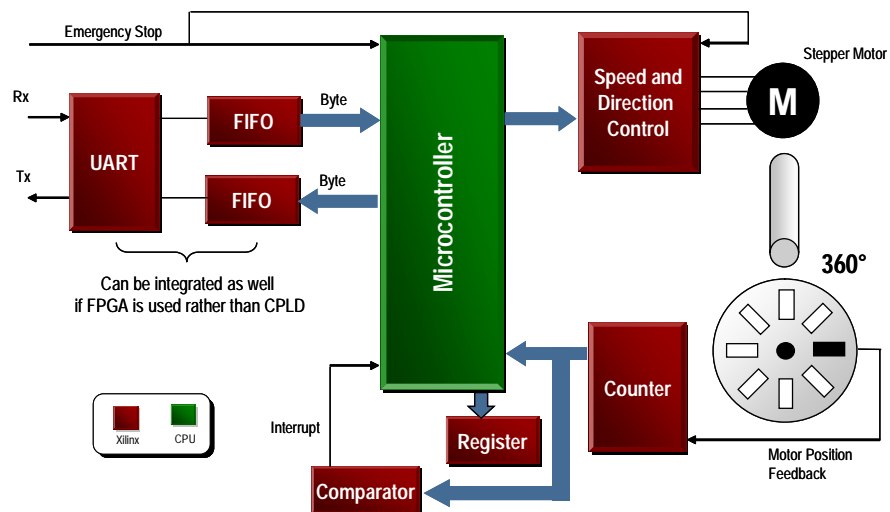 Emergency Stop
Stepper Motor
Rx
Byte
FIFO
UART
Tx
Byte
FIFO
Microcontroller
Speed and
Direction
Control
M
Can be integrated as well
if FPGA is used rather than CPLD
360°
Counter
Interrupt
Register
Comparator
Motor Position
Feedback
Xilinx
CPU